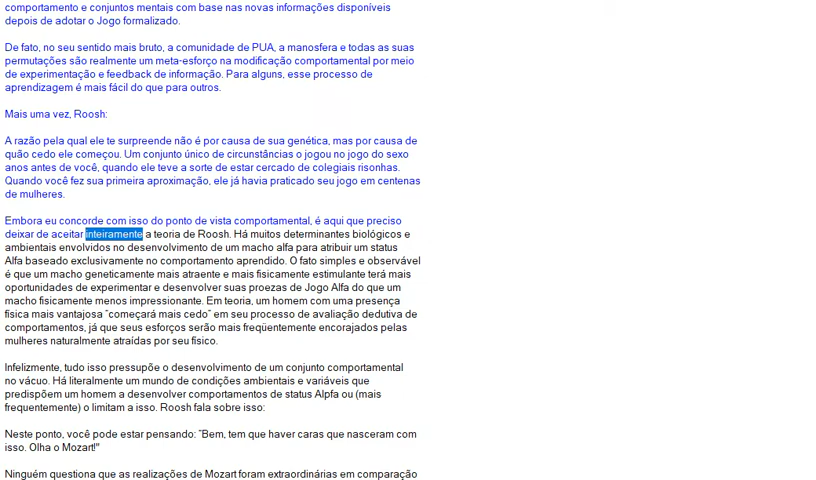 comportamento e conjuntos mentais com base nas novas informações disponíveis
depois de adotar o Jogo formalizado.
De fato, no seu sentido mais bruto, a comunidade de PUA, a manosfera e todas as suas
permutações são realmente um meta-esforço na modificação comportamental por meio
de experimentação e feedback de informação. Para alguns, esse processo de
aprendizagem é mais fácil do que para outros.
Mais uma vez, Roosh:
A razão pela qual ele te surpreende não é por causa de sua genética, mas por causa de
quão cedo ele começou. Um conjunto único de circunstâncias o jogou no jogo do sexo
anos antes de você, quando ele teve a sorte de estar cercado de colegiais risonhas.
Quando você fez sua primeira aproximação, ele já havia praticado seu jogo em centenas
de mulheres.
Embora eu concorde com isso do ponto de vista comportamental, é aqui que preciso
deixar de aceitar inteiramente a teoria de Roosh. Há muitos determinantes biológicos e
ambientais envolvidos no desenvolvimento de um macho alfa para atribuir um status
Alfa baseado exclusivamente no comportamento aprendido. O fato simples e observável
é que um macho geneticamente mais atraente e mais fisicamente estimulante terá mais
oportunidades de experimentar e desenvolver suas proezas de Jogo Alfa do que um
macho fisicamente menos impressionante. Em teoria, um homem com uma presença
física mais vantajosa "começará mais cedo" em seu processo de avaliação dedutiva de
comportamentos, já que seus esforços serão mais freqüentemente encorajados pelas
mulheres naturalmente atraídas por seu físico.
Infelizmente, tudo isso pressupõe o desenvolvimento de um conjunto comportamental
no vácuo. Há literalmente um mundo de condições ambientais e variáveis que
predispõem um homem a desenvolver comportamentos de status Alpfa ou (mais
frequentemente) o limitam a isso. Roosh fala sobre isso:
Neste ponto, você pode estar pensando: "Bem, tem que haver caras que nasceram com
isso. Olha o Mozart!"
Ninguém questiona que as realizações de Mozart foram extraordinárias em comparação